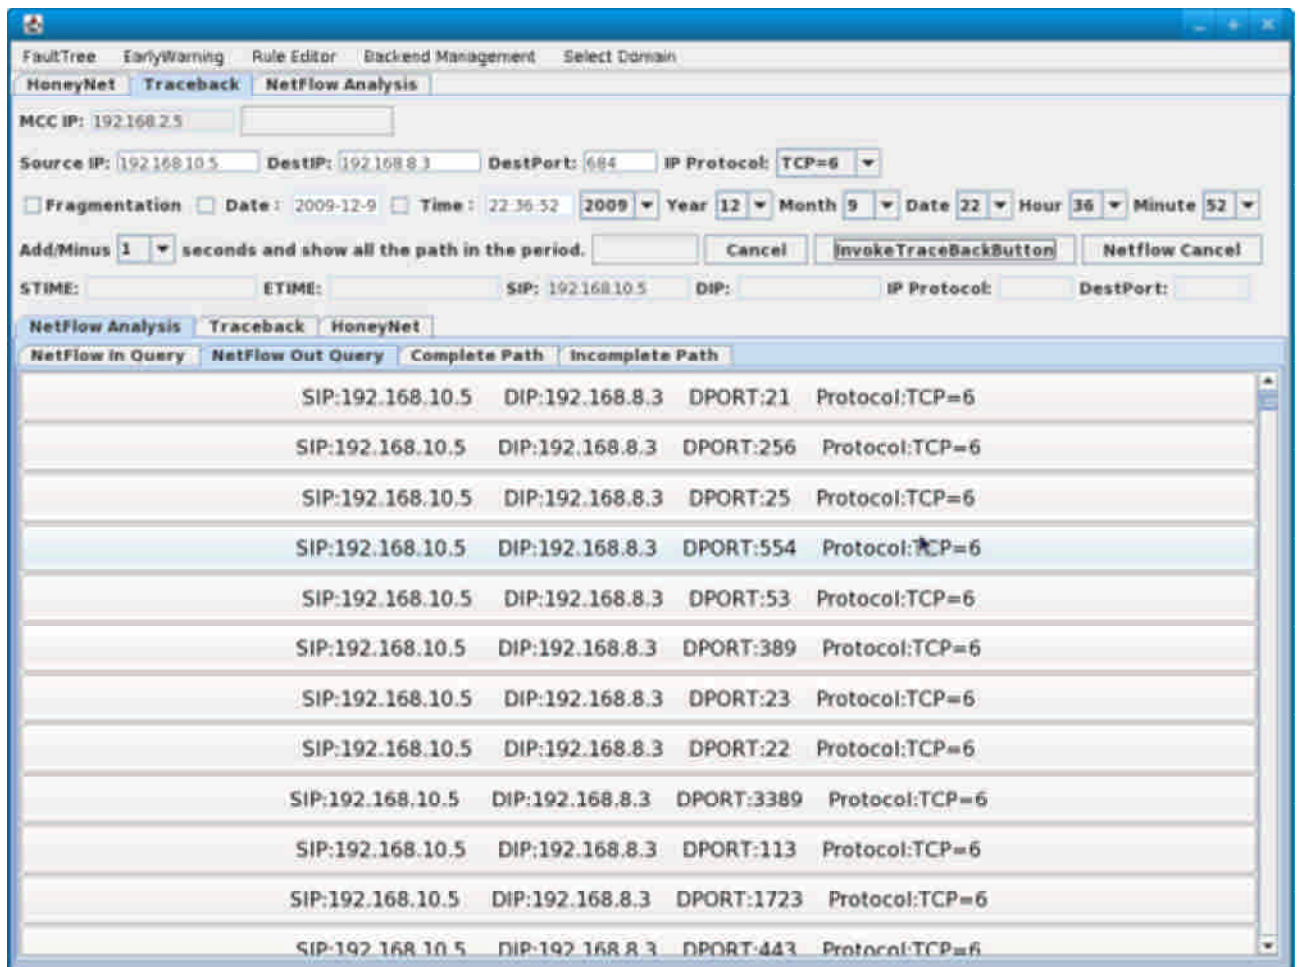 FaultTree EarlyWarning Rule Editor Backend Management Select Domain
HoneyNet Traceback NetFlow Analysis
MCC IP: 192.168.2.5
Source IP: 192.168.10.5 DestIP: 192.168.8.3 DestPort: 684 IP Protocol: TCP=6
Fragmentation Date : 2009-12-9 Time : 22:36:52 2009 Year 12 Month 9 Date 22 Hour 36 Minute 52
Add/Minus 1 seconds and show all the path in the period. Cancel InvokeTraceBackButton Netflow Cancel
STIME: ETIME: SIP: 192.168.10.5 DIP: IP Protocol: DestPort:
NetFlow Analysis Traceback HoneyNet
NetFlow In Query NetFlow Out Query Complete Path Incomplete Path
SIP:192.168.10.5 DIP:192.168.8.3 DPORT:21 Protocol:TCP=6
SIP:192.168.10.5 DIP:192.168.8.3 DPORT:256 Protocol:TCP=6
SIP:192.168.10.5 DIP:192.168.8.3 DPORT:25 Protocol:TCP=6
SIP:192.168.10.5 DIP:192.168.8.3 DPORT:554 Protocol:TCP=6
SIP:192.168.10.5 DIP:192.168.8.3 DPORT:53 Protocol:TCP=6
SIP:192.168.10.5 DIP:192.168.8.3 DPORT:389 Protocol:TCP=6
SIP:192.168.10.5 DIP:192.168.8.3 DPORT:23 Protocol:TCP=6
SIP:192.168.10.5 DIP:192.168.8.3 DPORT:22 Protocol:TCP=6
SIP:192.168.10.5 DIP:192.168.8.3 DPORT:3389 Protocol:TCP=6
SIP:192.168.10.5 DIP:192.168.8.3 DPORT:113 Protocol:TCP=6
SIP:192.168.10.5 DIP:192.168.8.3 DPORT:1723 Protocol:TCP=6
SIP:192.168.10.5 DIP:192.168.8.3 DPORT:443 Protocol:TCP=6